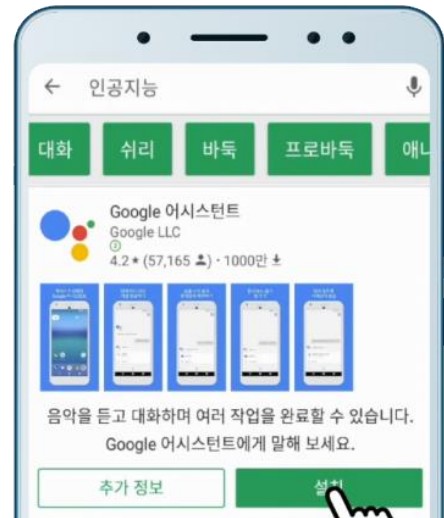 인공지능
대화 쉬리 바둑 프로바둑 애니
Google 어시스턴트
Google LLC
4.2★ (57,165) · 1000만
음악을 듣고 대화하며 여러 작업을 완료할 수 있습니다.
Google 어시스턴트에게 말해 보세요.
추가 정보 설치